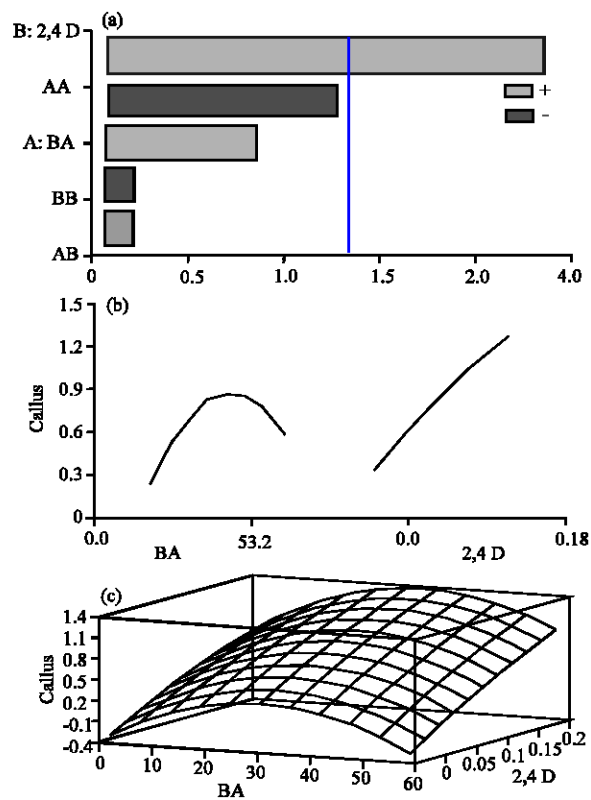 (a)
B: 2,4 D
AA
A: BA
BB
AB
+
-
0 0.5 1.0 1.5 2.0 4.0
(b)
1.5
1.2
0.9
0.6
0.3
0
Callus
0.0 BA 53.2 0.0 2,4 D 0.18
(c)
1.4
1.1
0.8
0.5
0.2
-0.1
-0.4
Callus
0 10 20 30 40 50 60
BA
0 0.05 0.1 0.15 0.2
2,4 D